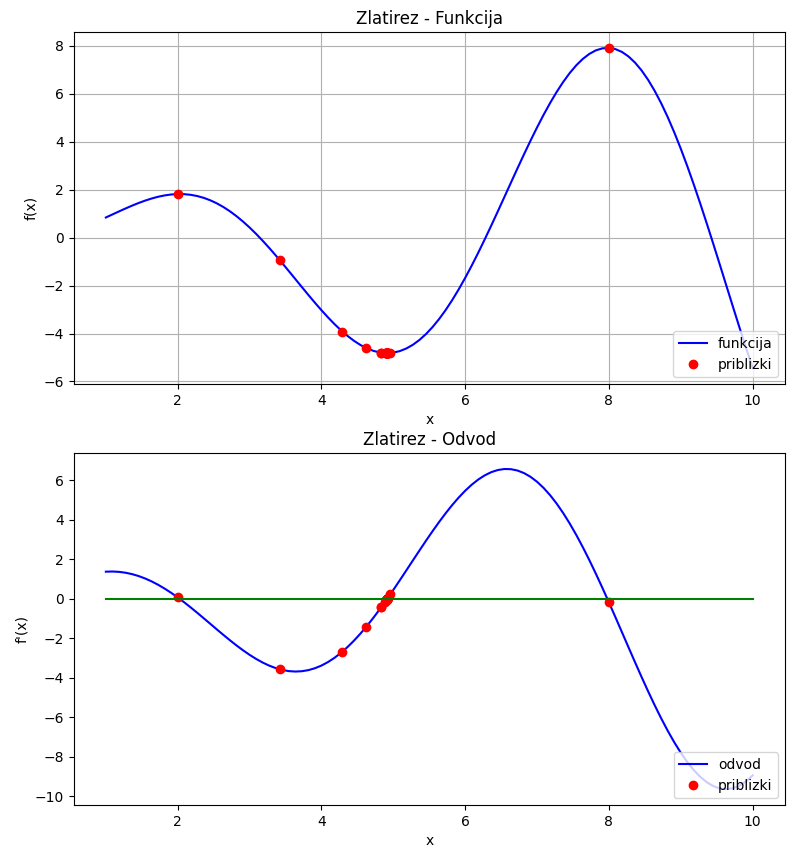 Zlatirez - Funkcija
f(x)
8
6
4
2
0
−2
−4
−6
2 4 6 8 10
x
funkcija
priblizki
Zlatirez - Odvod
f'(x)
6
4
2
0
−2
−4
−6
−8
−10
2 4 6 8 10
x
odvod
priblizki